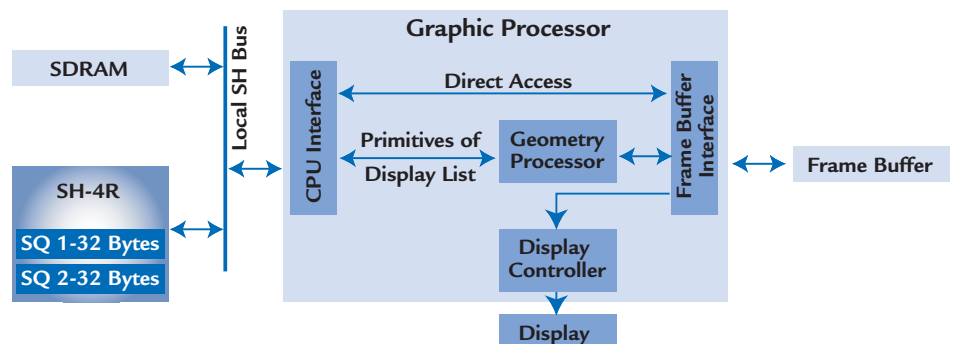 Graphic Processor
SDRAM
Local SH Bus
CPU Interface
Direct Access
Primitives of
Display List
Geometry
Processor
Frame Buffer
Interface
Frame Buffer
SH-4R
SQ 1-32 Bytes
SQ 2-32 Bytes
Display
Controller
Display